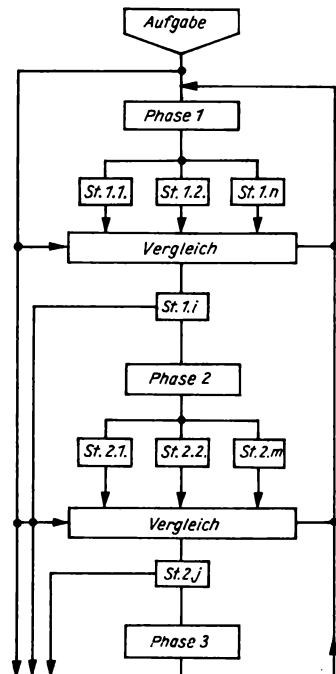 Aufgabe
Phase 1
St.1.1. St.1.2. St.1.n
Vergleich
St.1.i
Phase 2
St.2.1. St.2.2. St.2.m
Vergleich
St.2.j
Phase 3